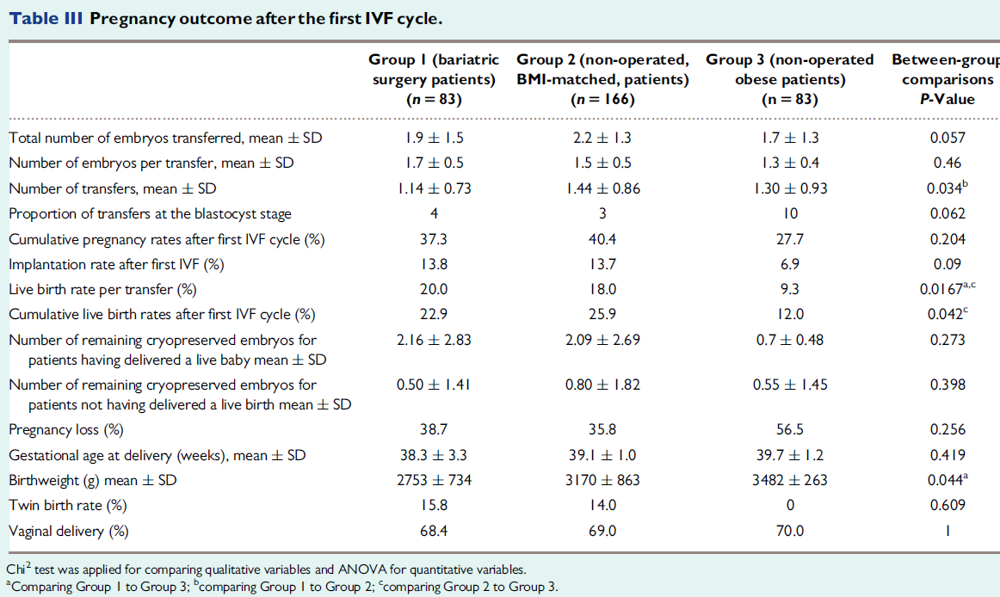 Table III Pregnancy outcome after the first IVF cycle.
Group 1 (bariatric surgery patients) (n = 83) Group 2 (non-operated, BMI-matched, patients) (n = 166) Group 3 (non-operated obese patients) (n = 83) Between-group comparisons P-Value
Total number of embryos transferred, mean ± SD 1.9 ± 1.5 2.2 ± 1.3 1.7 ± 1.3 0.057
Number of embryos per transfer, mean ± SD 1.7 ± 0.5 1.5 ± 0.5 1.3 ± 0.4 0.46
Number of transfers, mean ± SD 1.14 ± 0.73 1.44 ± 0.86 1.30 ± 0.93 0.034ᵇ
Proportion of transfers at the blastocyst stage 4 3 10 0.062
Cumulative pregnancy rates after first IVF cycle (%) 37.3 40.4 27.7 0.204
Implantation rate after first IVF (%) 13.8 13.7 6.9 0.09
Live birth rate per transfer (%) 20.0 18.0 9.3 0.0167ᵃ,ᶜ
Cumulative live birth rates after first IVF cycle (%) 22.9 25.9 12.0 0.042ᶜ
Number of remaining cryopreserved embryos for 2.16 ± 2.83 2.09 ± 2.69 0.7 ± 0.48 0.273
patients having delivered a live baby mean ± SD
Number of remaining cryopreserved embryos for 0.50 ± 1.41 0.80 ± 1.82 0.55 ± 1.45 0.398
patients not having delivered a live birth mean ± SD
Pregnancy loss (%) 38.7 35.8 56.5 0.256
Gestational age at delivery (weeks), mean ± SD 38.3 ± 3.3 39.1 ± 1.0 39.7 ± 1.2 0.419
Birthweight (g) mean ± SD 2753 ± 734 3170 ± 863 3482 ± 263 0.044ᵃ
Twin birth rate (%) 15.8 14.0 0 0.609
Vaginal delivery (%) 68.4 69.0 70.0 1
Chi² test was applied for comparing qualitative variables and ANOVA for quantitative variables.
ᵃComparing Group 1 to Group 3; ᵇcomparing Group 1 to Group 2; ᶜcomparing Group 2 to Group 3.